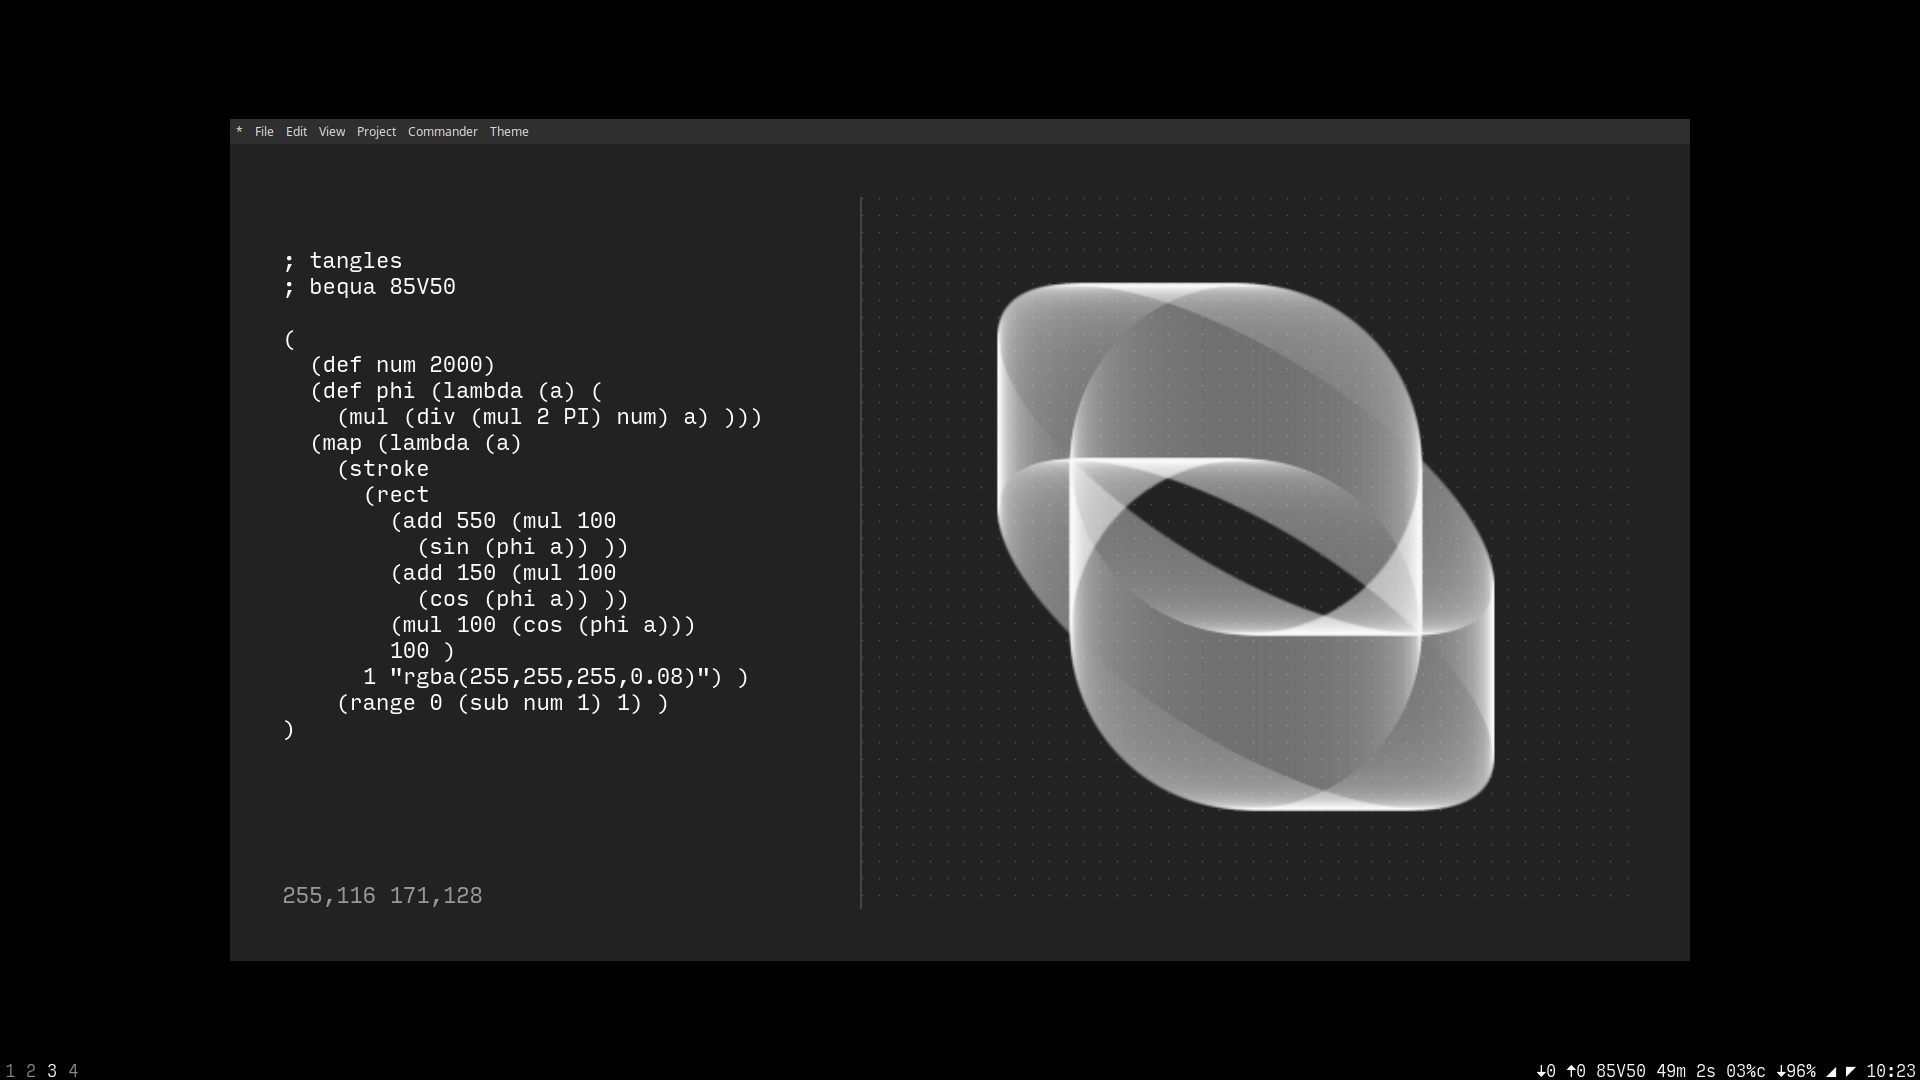 * File Edit View Project Commander Theme
; tangles
; bequa 85V50
(
  (def num 2000)
  (def phi (lambda (a) (
    (mul (div (mul 2 PI) num) a) )))
  (map (lambda (a)
    (stroke
      (rect
        (add 550 (mul 100
          (sin (phi a)) ))
        (add 150 (mul 100
          (cos (phi a)) ))
        (mul 100 (cos (phi a)))
        100 )
      1 "rgba(255,255,255,0.08)") )
    (range 0 (sub num 1) 1) )
)
255,116 171,128
1 2 3 4
↓0 ↑0 85V50 49m 2s 03%c ↓96% ◢ ◤ 10:23